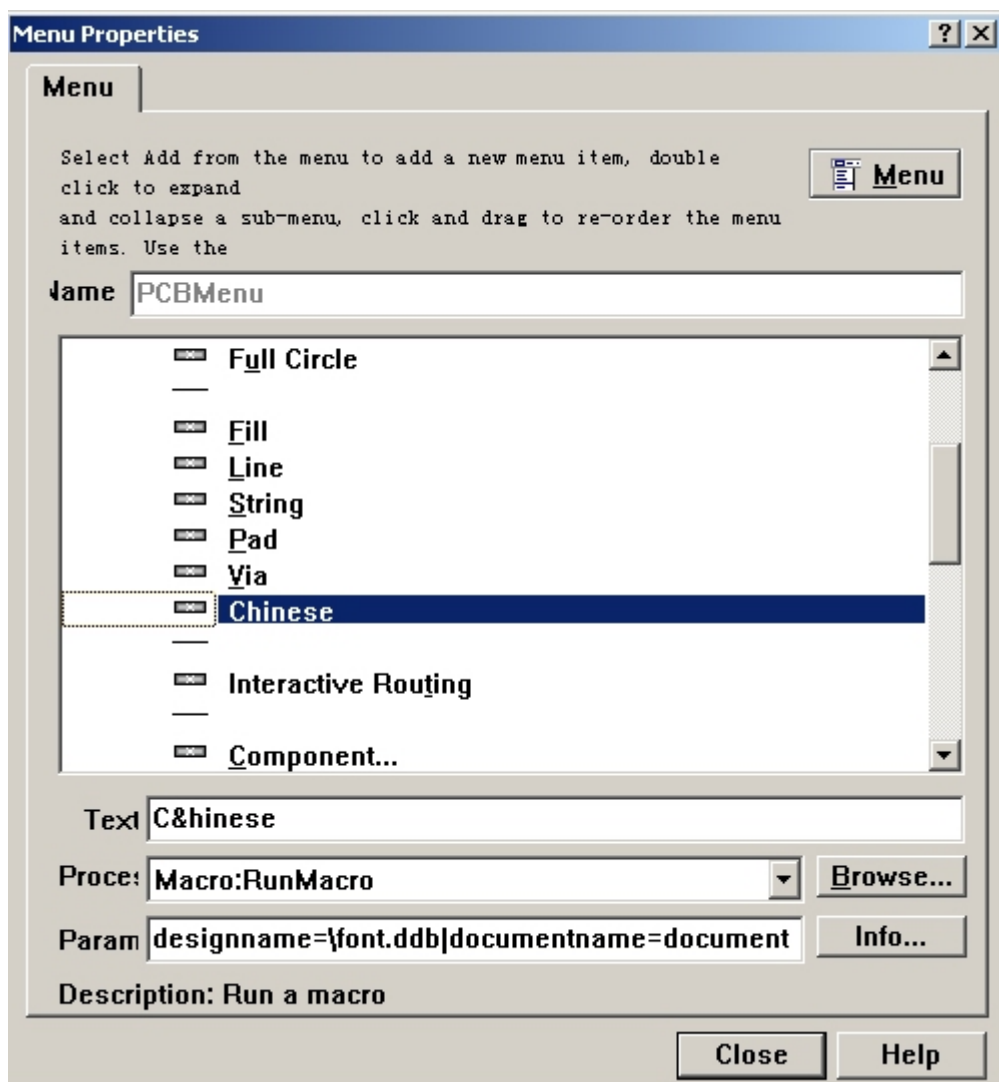 Menu Properties
Menu
Select Add from the menu to add a new menu item, double
click to expand
and collapse a sub-menu, click and drag to re-order the menu
items. Use the
Menu
Name PCBMenu
Full Circle
Fill
Line
String
Pad
Via
Chinese
Interactive Routing
Component...
Text C&hinese
Proces Macro:RunMacro Browse...
Param designname=\font.ddb|documentname=document Info...
Description: Run a macro
Close Help